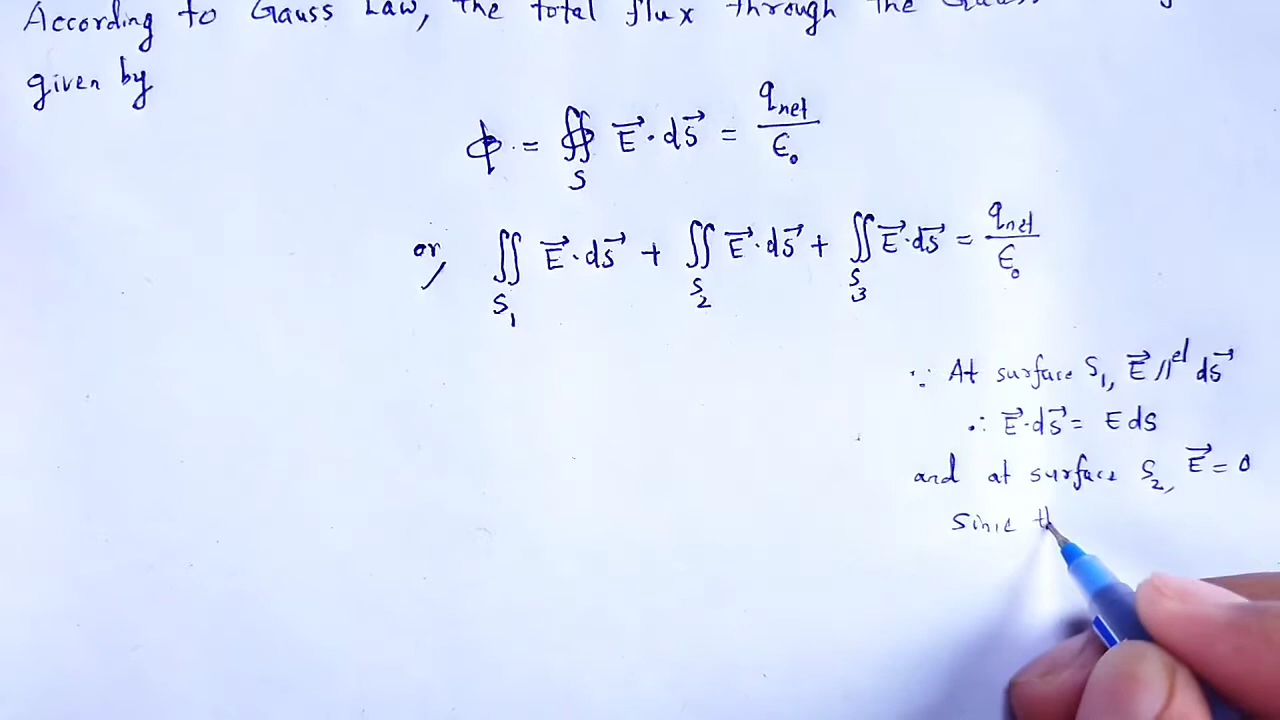 According to Gauss Law, the total flux through the
given by
ϕ = ∯_S E⃗·dS⃗ = q_net/ϵ₀
or, ∬_S₁ E⃗·dS⃗ + ∬_S₂ E⃗·dS⃗ + ∬_S₃ E⃗·dS⃗ = q_net/ϵ₀
∵ At surface S₁, E⃗ ∥^el dS⃗
∴ E⃗·dS⃗ = E dS
and at surface S₂, E⃗ = 0
Since th